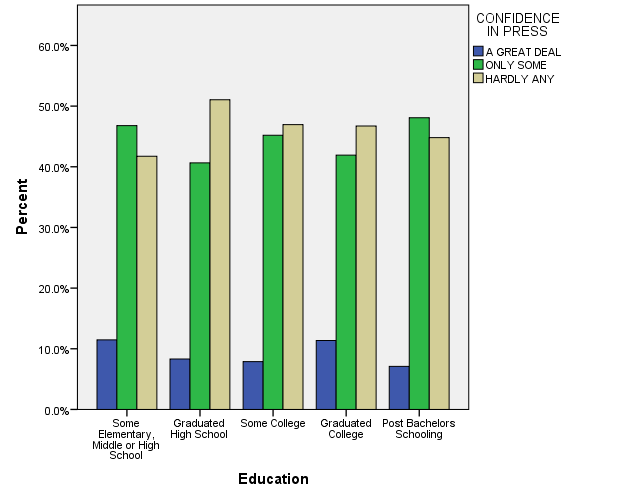 CONFIDENCE
IN PRESS
A GREAT DEAL
ONLY SOME
HARDLY ANY
60.0%
50.0%
40.0%
30.0%
20.0%
10.0%
0.0%
Percent
Some
Elementary,
Middle or High
School
Graduated
High School
Some College
Graduated
College
Post Bachelors
Schooling
Education